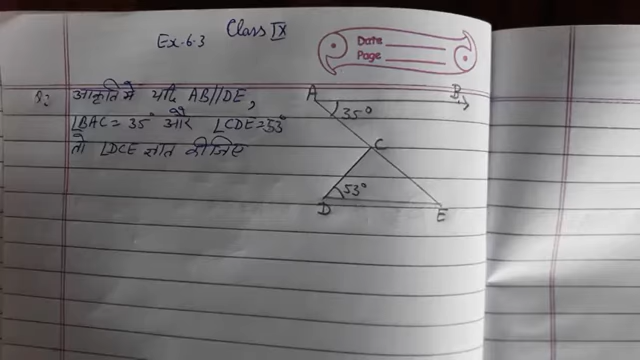 Ex-6.3 Class IX
Date
Page
Q2 आकृति में यदि AB//DE,
∠BAC = 35° और ∠CDE = 53°
तो ∠DCE ज्ञात कीजिए
A B
35°
C
53°
D E